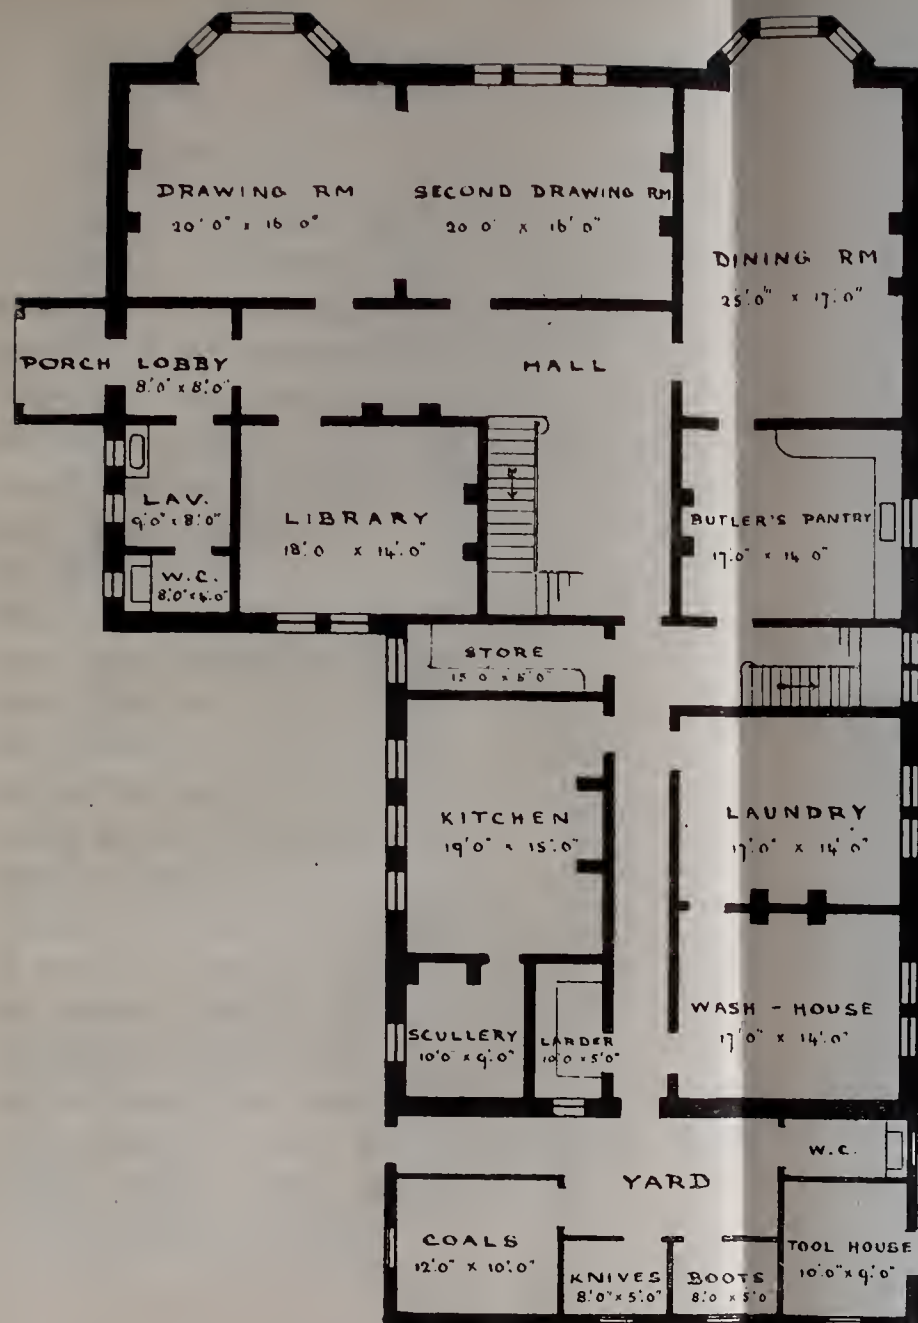 DRAWING RM
20'0" x 16'0"
SECOND DRAWING RM
20'0" x 16'0"
DINING RM
25'0" x 17'0"
PORCH
LOBBY
8'0" x 8'0"
HALL
LAV.
9'0" x 8'0"
LIBRARY
18'0 x 14'0"
BUTLER'S PANTRY
17'0" x 14'0"
W.C.
8'0" x 4'0"
STORE
15'0 x 5'0"
KITCHEN
19'0" x 15'0"
LAUNDRY
17'0" x 14'0"
SCULLERY
10'0" x 9'0"
LARDER
10'0 x 5'0"
WASH-HOUSE
17'0" x 14'0"
W.C.
YARD
COALS
12'0" x 10'0"
KNIVES
8'0" x 5'0"
BOOTS
8'0 x 5'0
TOOL HOUSE
10'0" x 9'0"